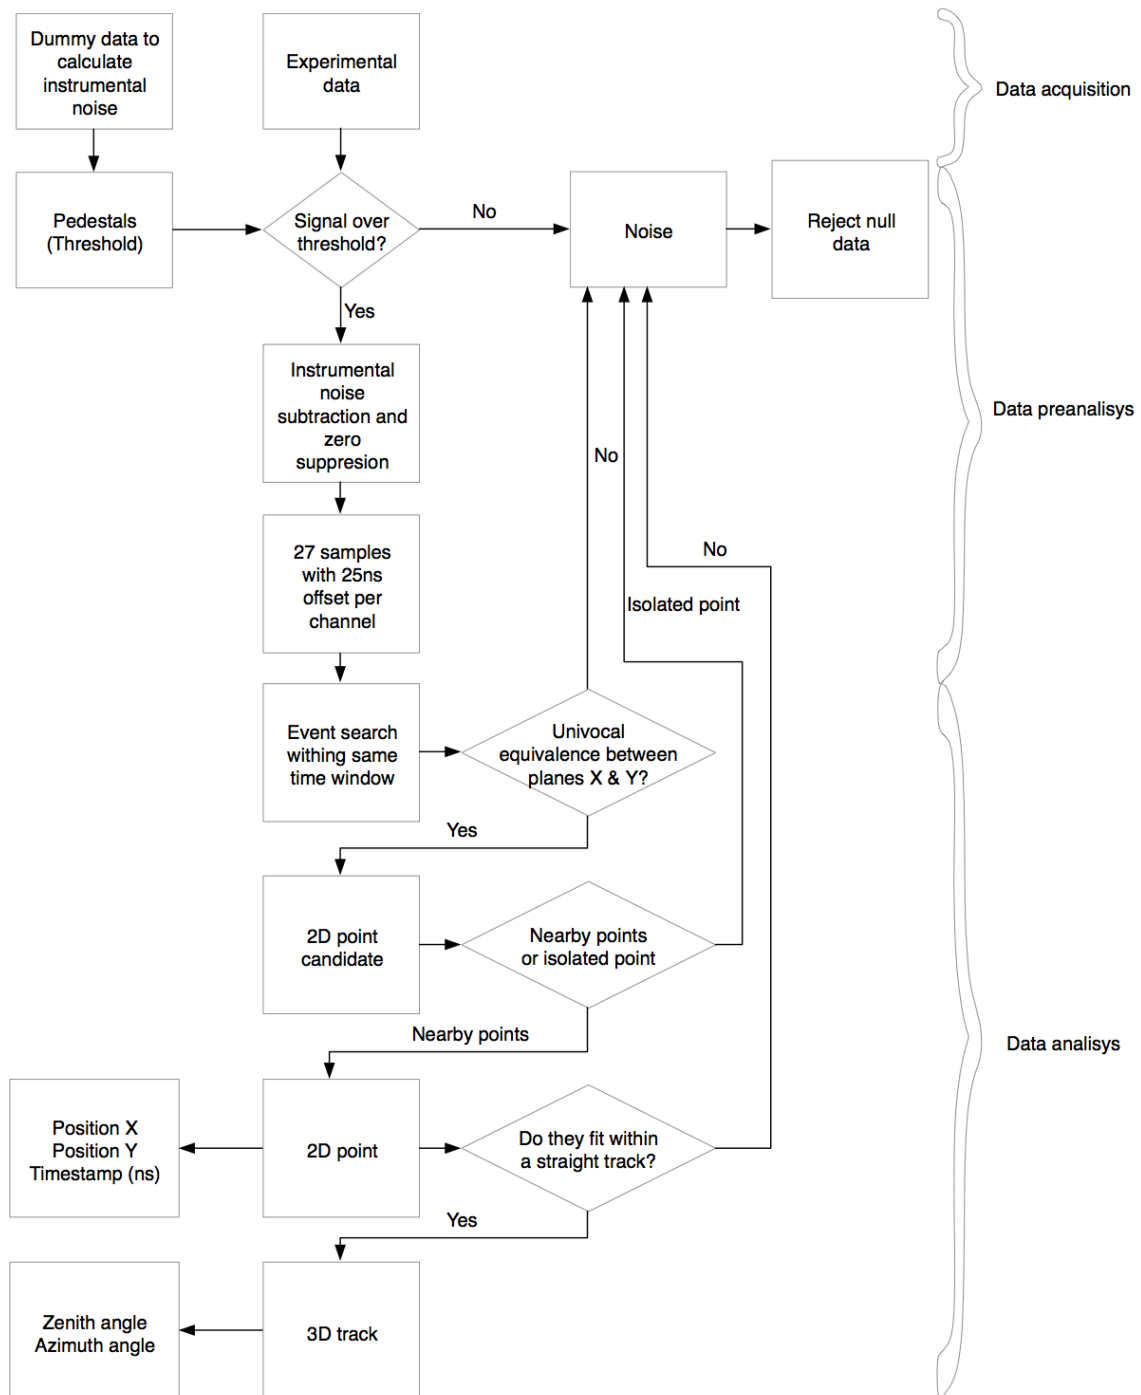 Dummy data to
calculate
instrumental
noise
Experimental
data
Data acquisition
Pedestals
(Threshold)
Signal over
threshold?
No
Noise
Reject null
data
Yes
Instrumental
noise
subtraction and
zero
suppresion
Data preanalisys
No
27 samples
with 25ns
offset per
channel
No
Isolated point
Event search
withing same
time window
Univocal
equivalence between
planes X & Y?
Yes
2D point
candidate
Nearby points
or isolated point
Nearby points
Data analisys
Position X
Position Y
Timestamp (ns)
2D point
Do they fit within
a straight track?
Yes
Zenith angle
Azimuth angle
3D track